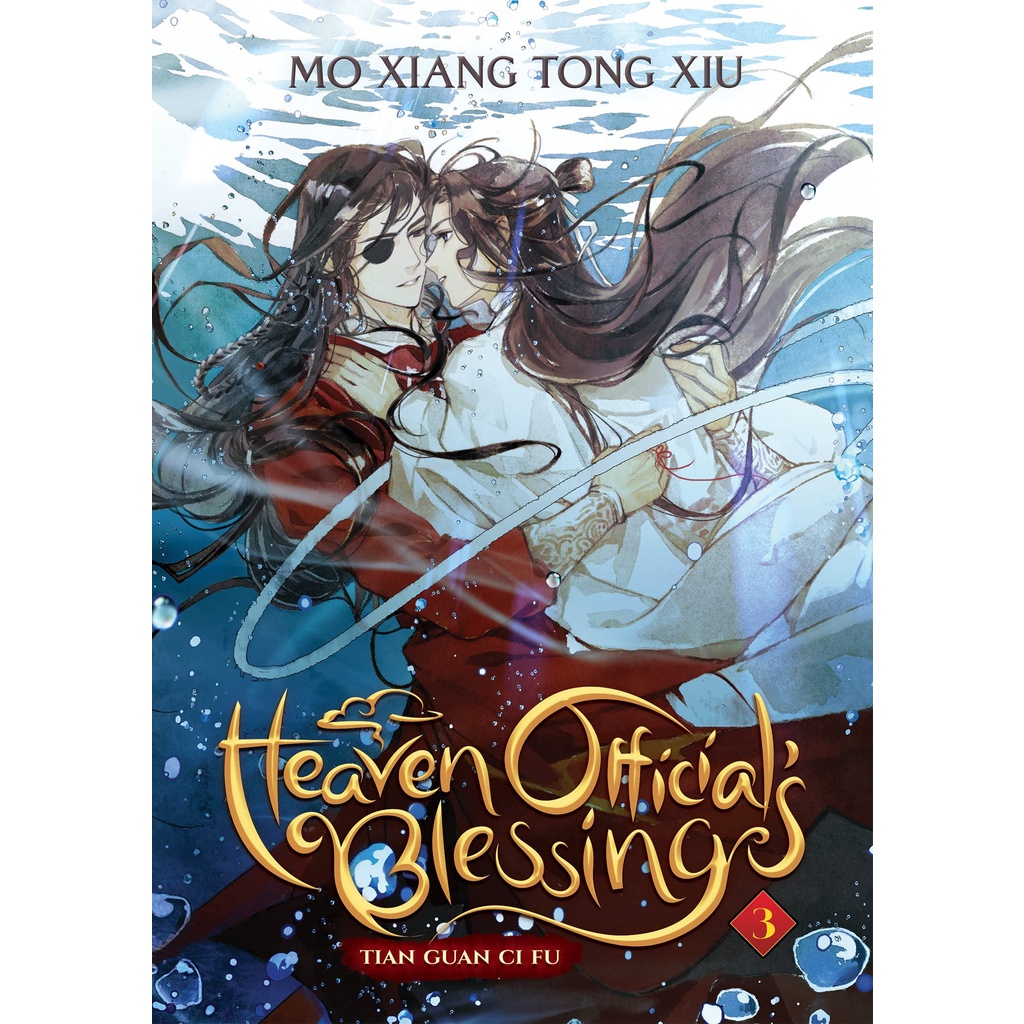 MO XIANG TONG XIU
Heaven Official's
Blessing
3
TIAN GUAN CI FU